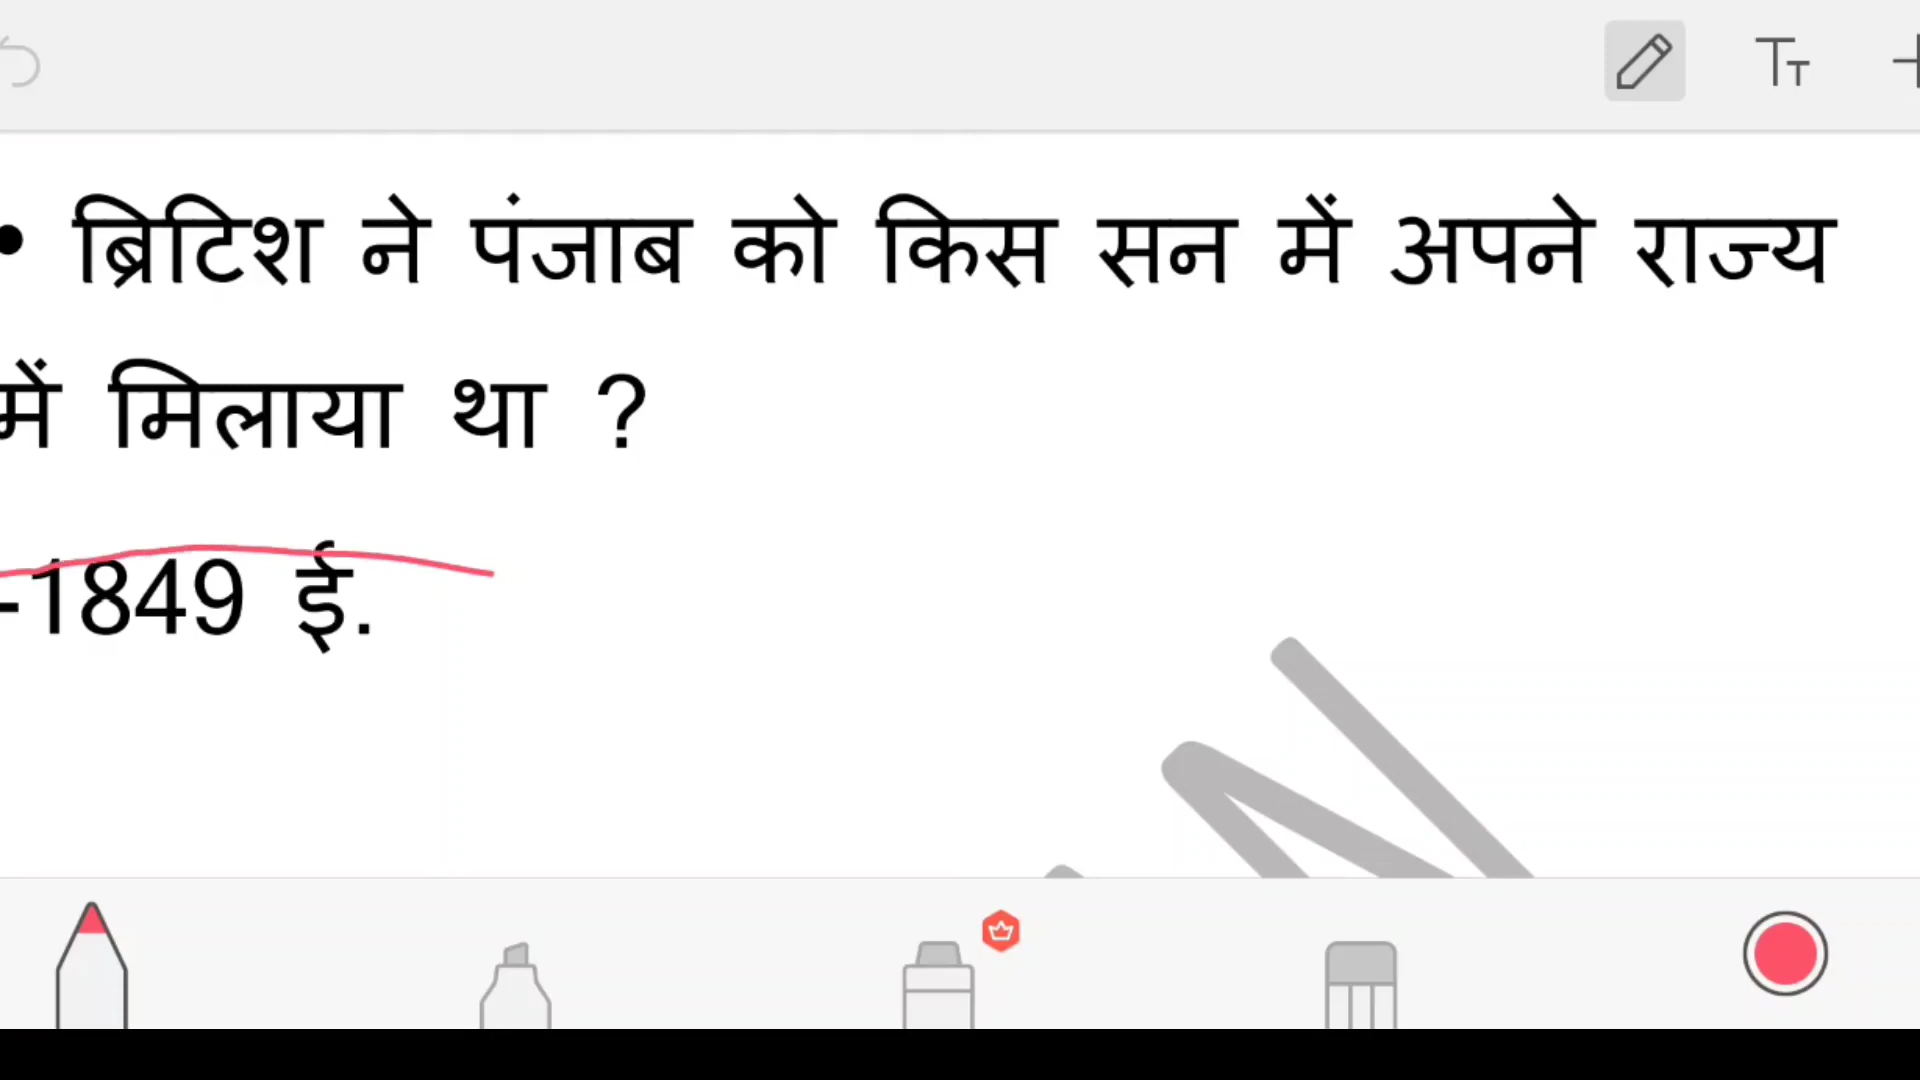 • ब्रिटिश ने पंजाब को किस सन में अपने राज्य
में मिलाया था ?
-1849 ई.